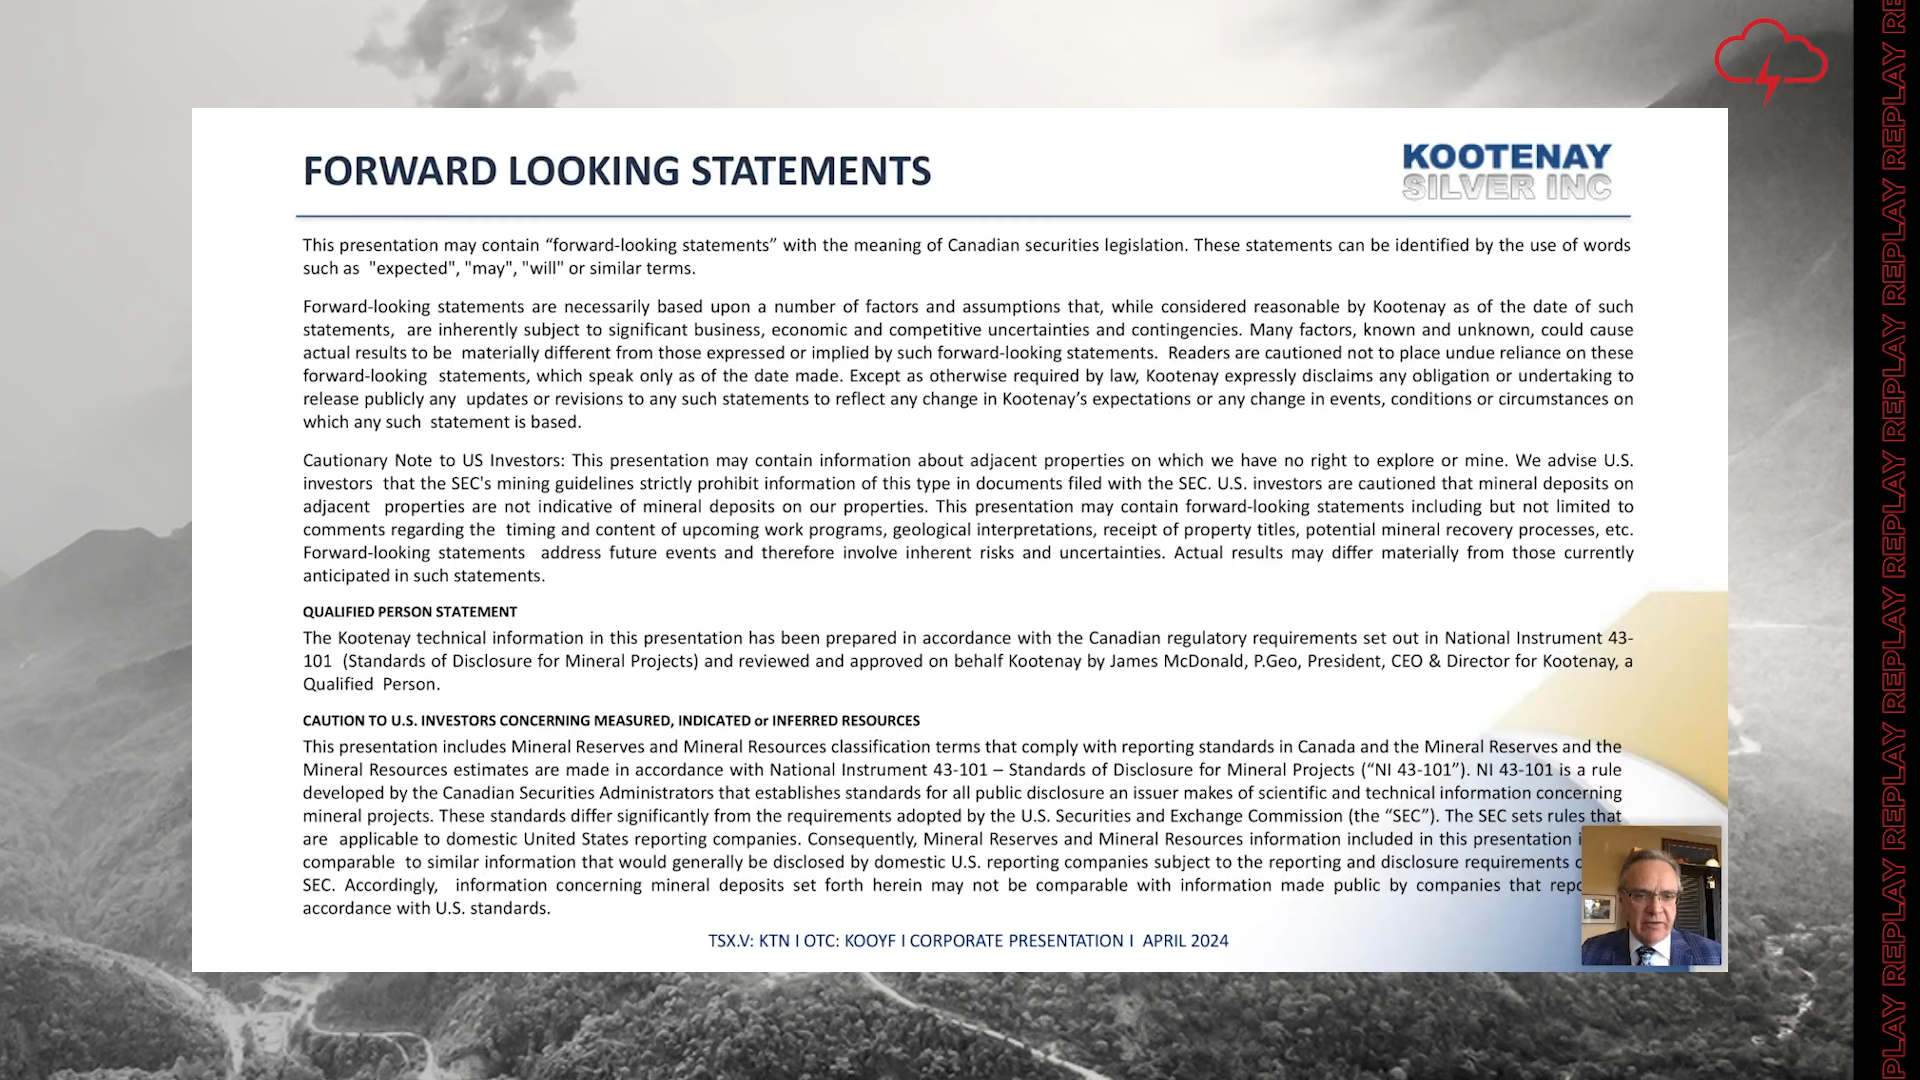 FORWARD LOOKING STATEMENTS
KOOTENAY
SILVER INC
This presentation may contain “forward-looking statements” with the meaning of Canadian securities legislation. These statements can be identified by the use of words
such as "expected", "may", "will" or similar terms.
Forward-looking statements are necessarily based upon a number of factors and assumptions that, while considered reasonable by Kootenay as of the date of such
statements, are inherently subject to significant business, economic and competitive uncertainties and contingencies. Many factors, known and unknown, could cause
actual results to be materially different from those expressed or implied by such forward-looking statements. Readers are cautioned not to place undue reliance on these
forward-looking statements, which speak only as of the date made. Except as otherwise required by law, Kootenay expressly disclaims any obligation or undertaking to
release publicly any updates or revisions to any such statements to reflect any change in Kootenay’s expectations or any change in events, conditions or circumstances on
which any such statement is based.
Cautionary Note to US Investors: This presentation may contain information about adjacent properties on which we have no right to explore or mine. We advise U.S.
investors that the SEC's mining guidelines strictly prohibit information of this type in documents filed with the SEC. U.S. investors are cautioned that mineral deposits on
adjacent properties are not indicative of mineral deposits on our properties. This presentation may contain forward-looking statements including but not limited to
comments regarding the timing and content of upcoming work programs, geological interpretations, receipt of property titles, potential mineral recovery processes, etc.
Forward-looking statements address future events and therefore involve inherent risks and uncertainties. Actual results may differ materially from those currently
anticipated in such statements.
QUALIFIED PERSON STATEMENT
The Kootenay technical information in this presentation has been prepared in accordance with the Canadian regulatory requirements set out in National Instrument 43-
101 (Standards of Disclosure for Mineral Projects) and reviewed and approved on behalf Kootenay by James McDonald, P.Geo, President, CEO & Director for Kootenay, a
Qualified Person.
CAUTION TO U.S. INVESTORS CONCERNING MEASURED, INDICATED or INFERRED RESOURCES
This presentation includes Mineral Reserves and Mineral Resources classification terms that comply with reporting standards in Canada and the Mineral Reserves and the
Mineral Resources estimates are made in accordance with National Instrument 43-101 – Standards of Disclosure for Mineral Projects (“NI 43-101”). NI 43-101 is a rule
developed by the Canadian Securities Administrators that establishes standards for all public disclosure an issuer makes of scientific and technical information concerning
mineral projects. These standards differ significantly from the requirements adopted by the U.S. Securities and Exchange Commission (the “SEC”). The SEC sets rules that
are applicable to domestic United States reporting companies. Consequently, Mineral Reserves and Mineral Resources information included in this presentation
comparable to similar information that would generally be disclosed by domestic U.S. reporting companies subject to the reporting and disclosure requirements
SEC. Accordingly, information concerning mineral deposits set forth herein may not be comparable with information made public by companies that
accordance with U.S. standards.
TSX.V: KTN I OTC: KOOYF I CORPORATE PRESENTATION I APRIL 2024
PLAY REPLAY REPLAY REPLAY REPLAY REPLAY REPLAY REPLAY REPLAY REPLAY REPLAY RE